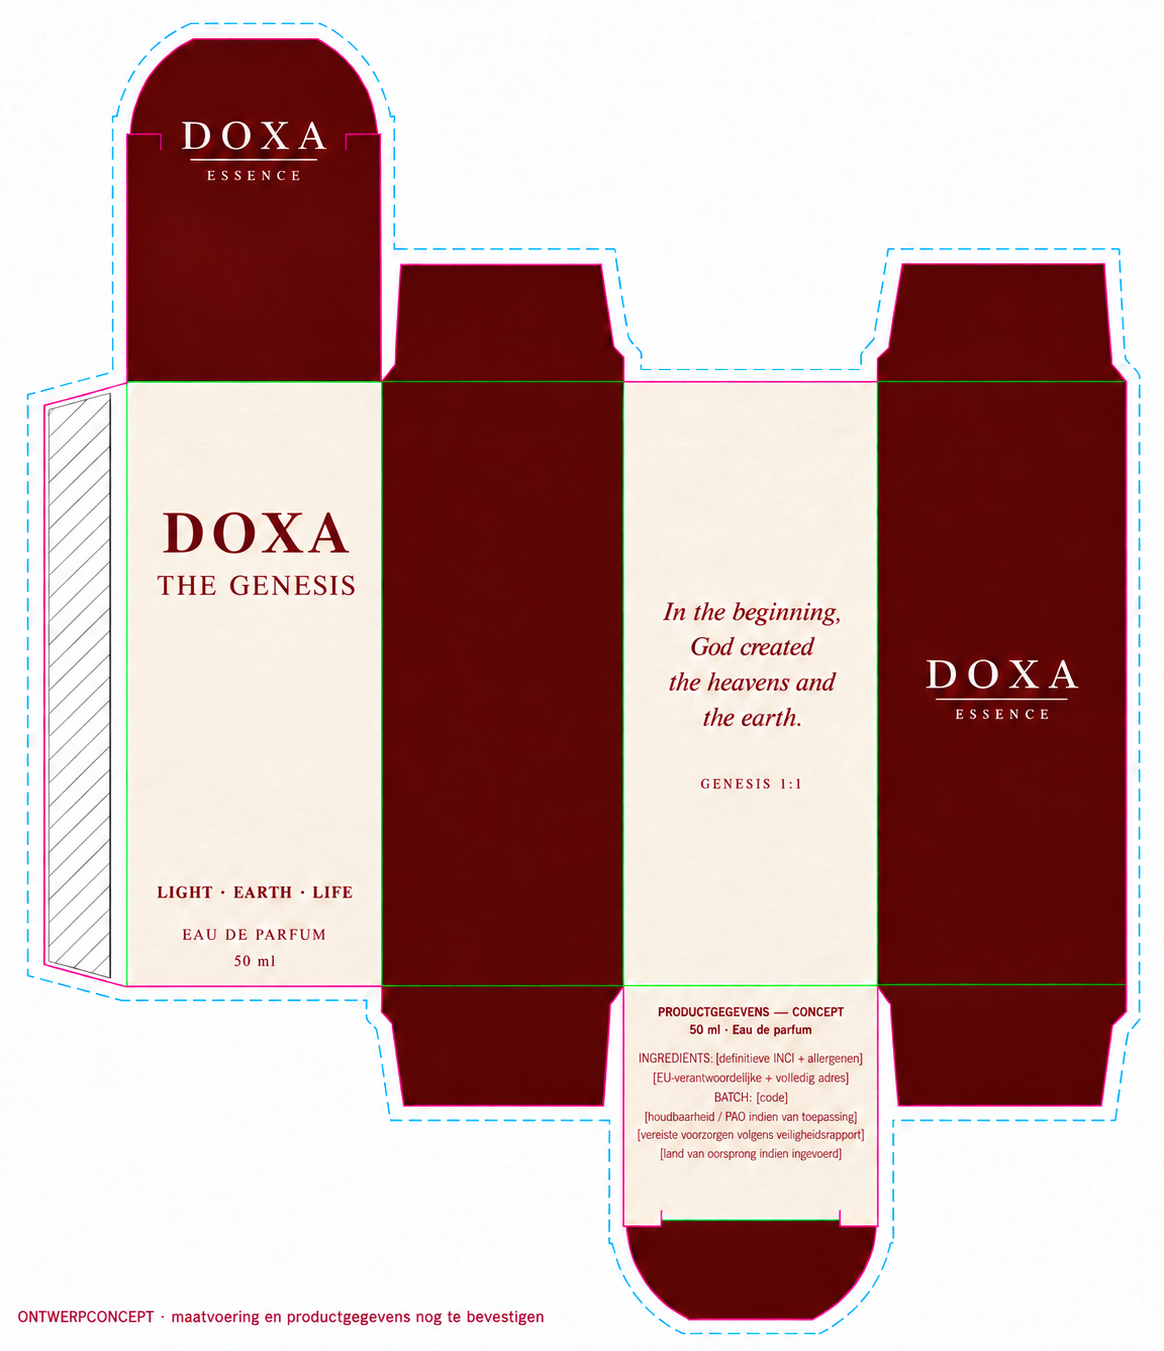 DOXA
ESSENCE
DOXA
THE GENESIS
LIGHT · EARTH · LIFE
EAU DE PARFUM
50 ml
In the beginning,
God created
the heavens and
the earth.
GENESIS 1:1
DOXA
ESSENCE
PRODUCTGEGEVENS — CONCEPT
50 ml · Eau de parfum
INGREDIENTS: [definitieve INCI + allergenen]
[EU-verantwoordelijke + volledig adres]
BATCH: [code]
[houdbaarheid / PAO indien van toepassing]
[vereiste voorzorgen volgens veiligheidsrapport]
[land van oorsprong indien ingevoerd]
ONTWERPCONCEPT · maatvoering en productgegevens nog te bevestigen